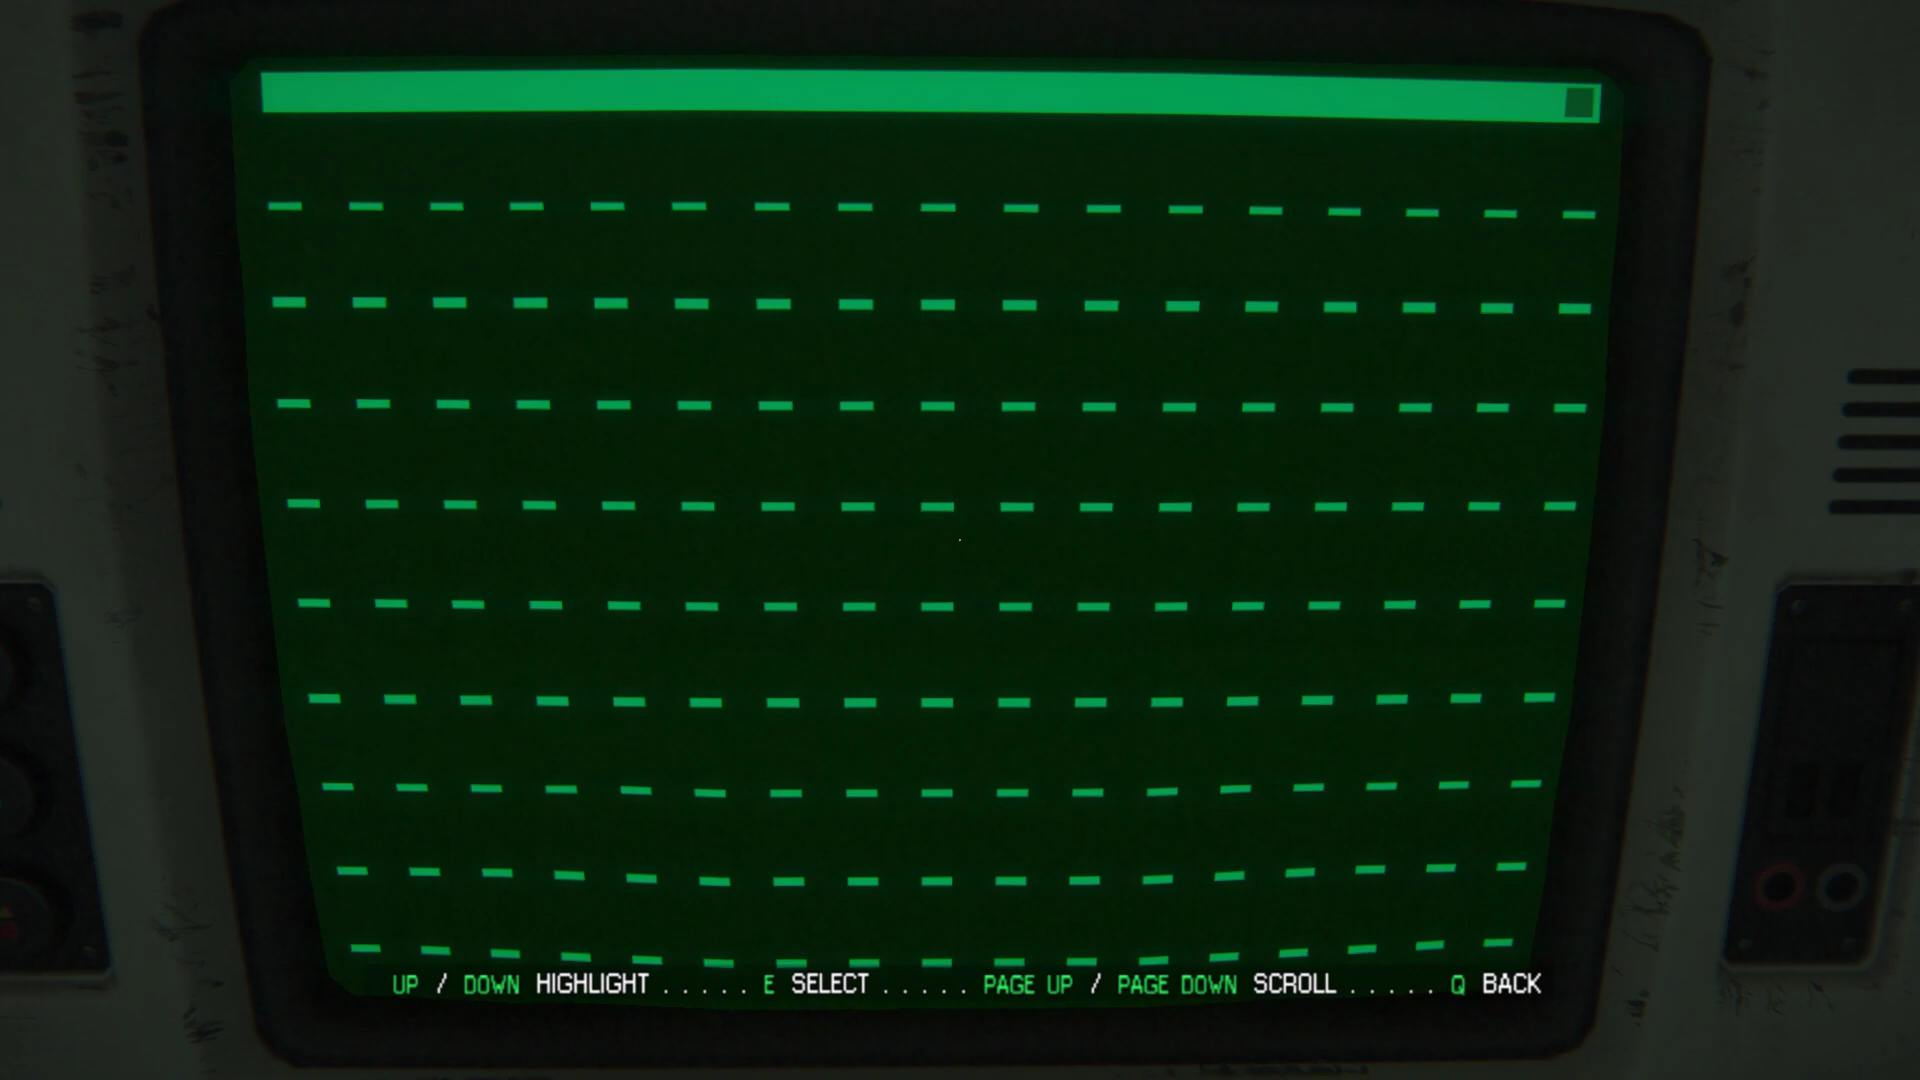 UP / DOWN HIGHLIGHT ..... E SELECT ..... PAGE UP / PAGE DOWN SCROLL ..... Q BACK